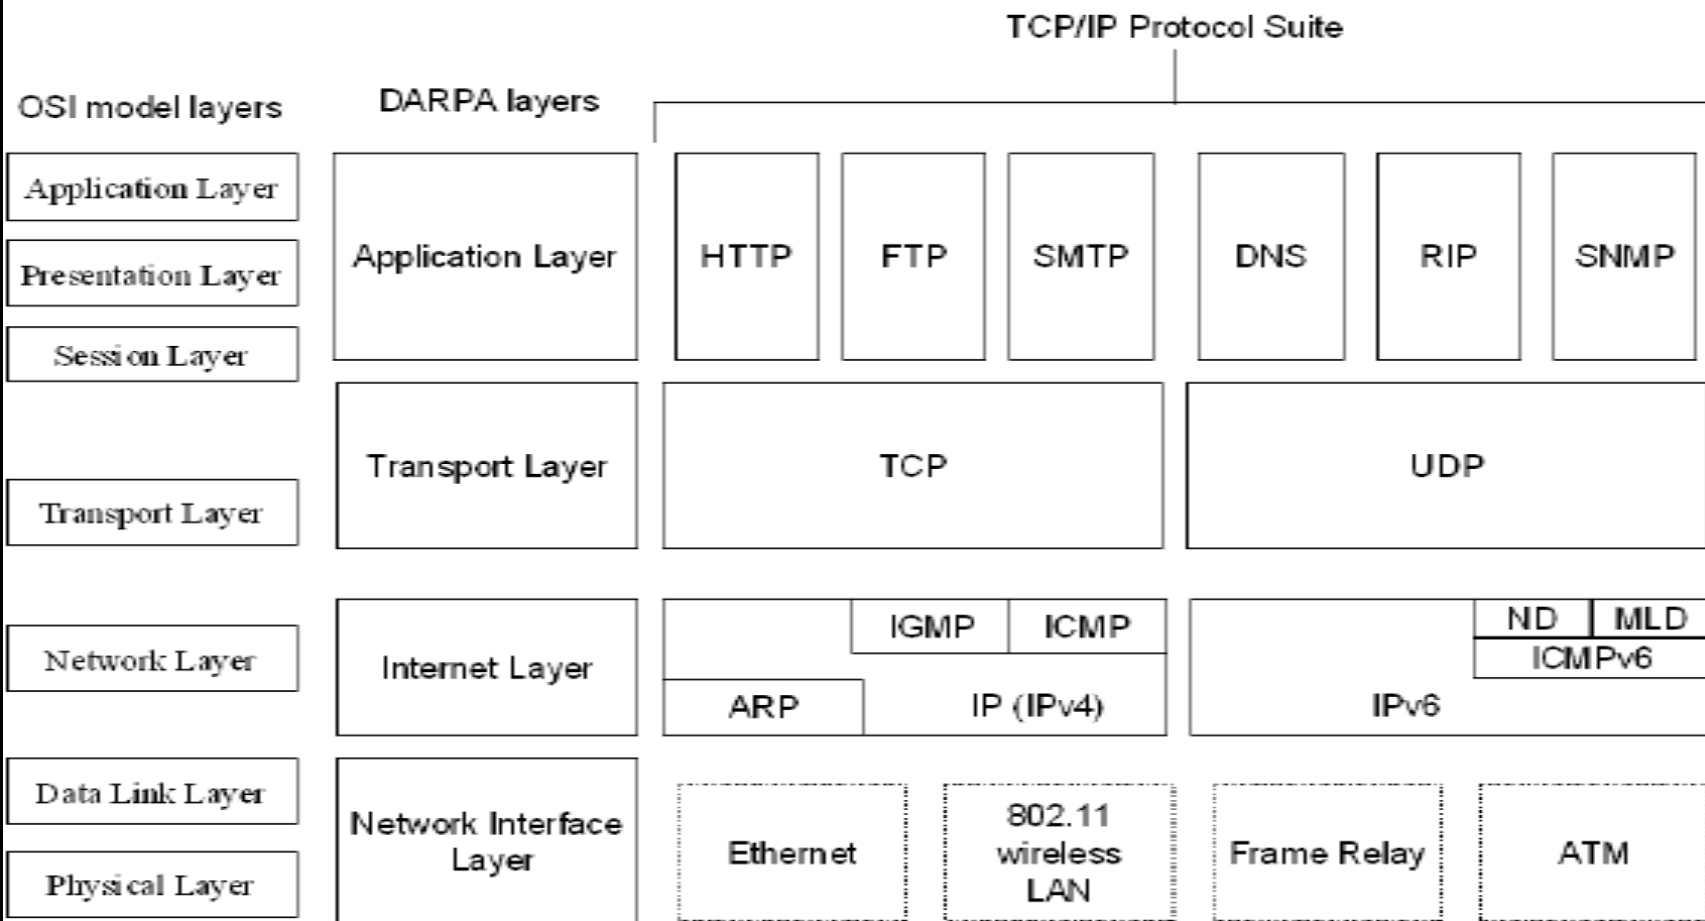 TCP/IP Protocol Suite
OSI model layers
DARPA layers
Application Layer
Presentation Layer
Session Layer
Application Layer
HTTP
FTP
SMTP
DNS
RIP
SNMP
Transport Layer
Transport Layer
TCP
UDP
Network Layer
Internet Layer
IGMP
ICMP
ARP
IP (IPv4)
ND
MLD
ICMPv6
IPv6
Data Link Layer
Physical Layer
Network Interface
Layer
Ethernet
802.11
wireless
LAN
Frame Relay
ATM